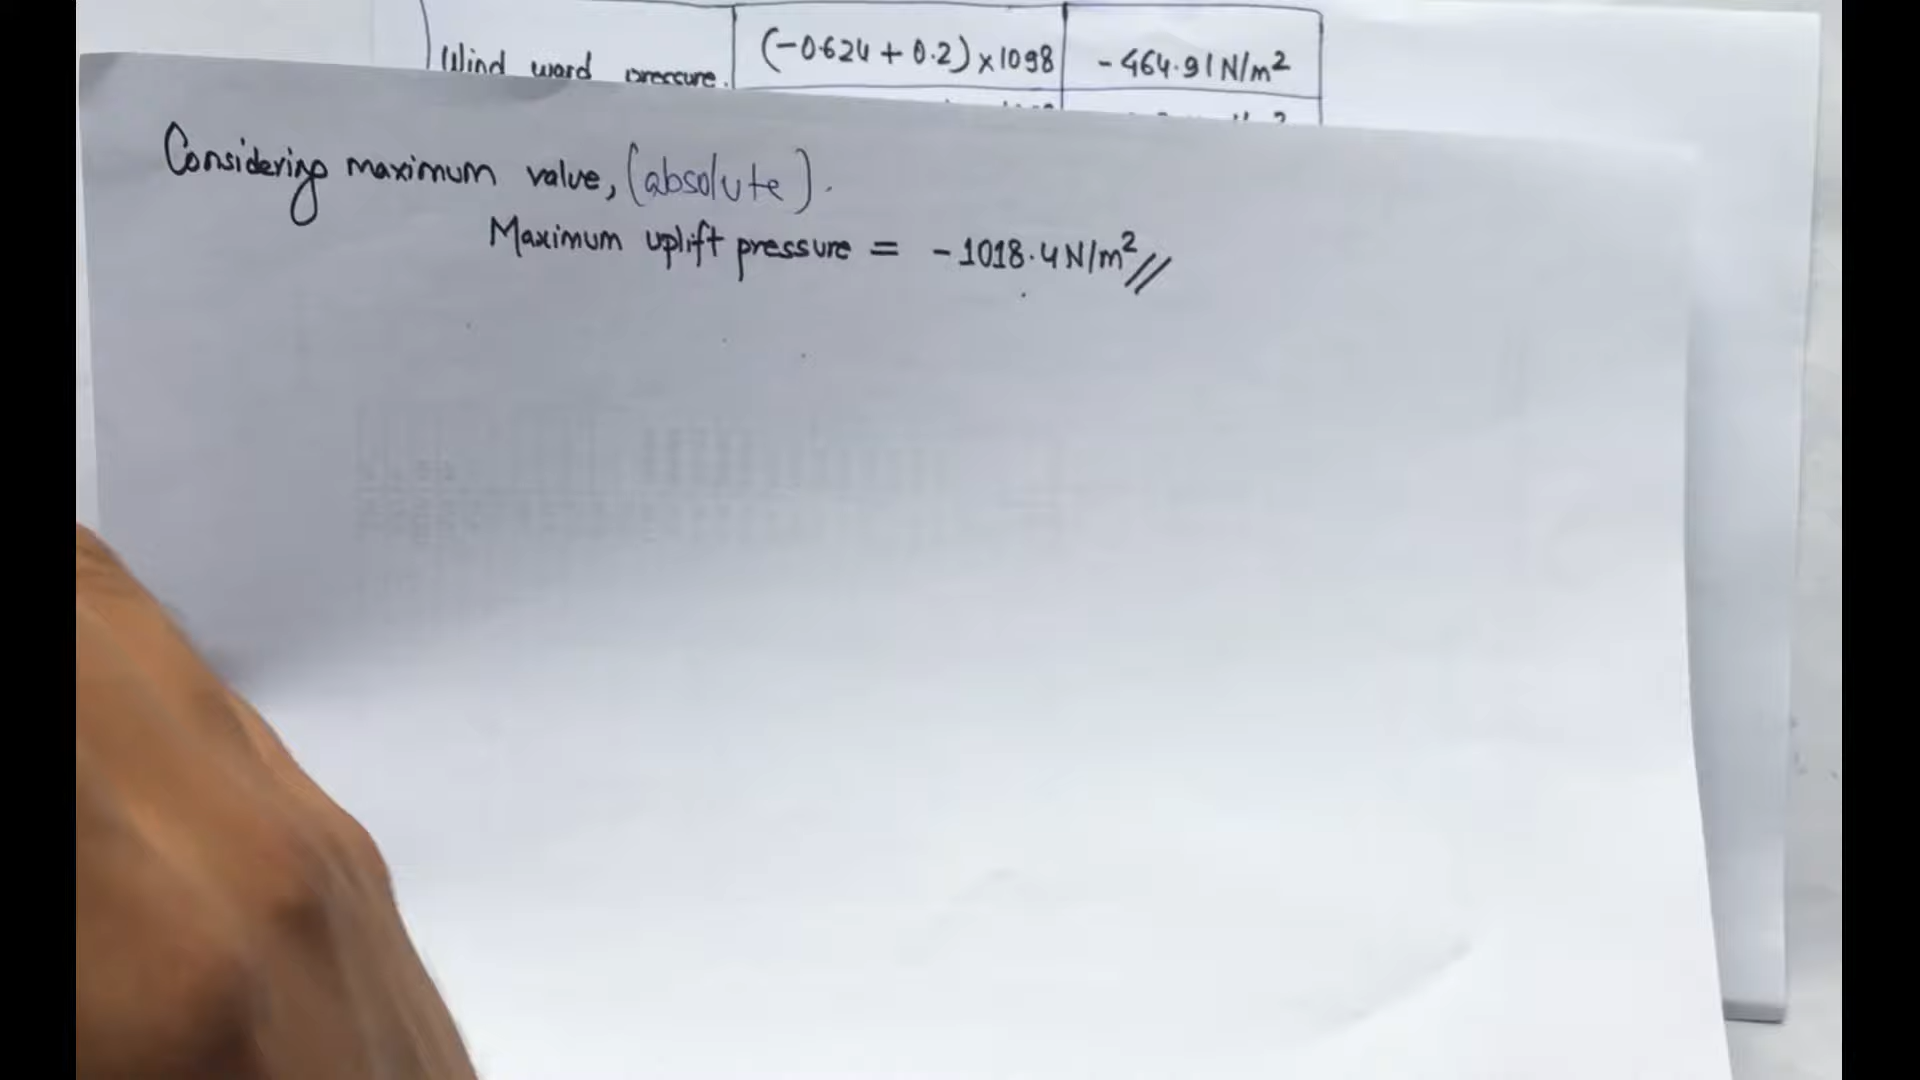 Wind word pressure. (-0.624 + 0.2) x 1098 - 464.91 N/m²
Considering maximum value, (absolute).
Maximum uplift pressure = - 1018.4 N/m² //